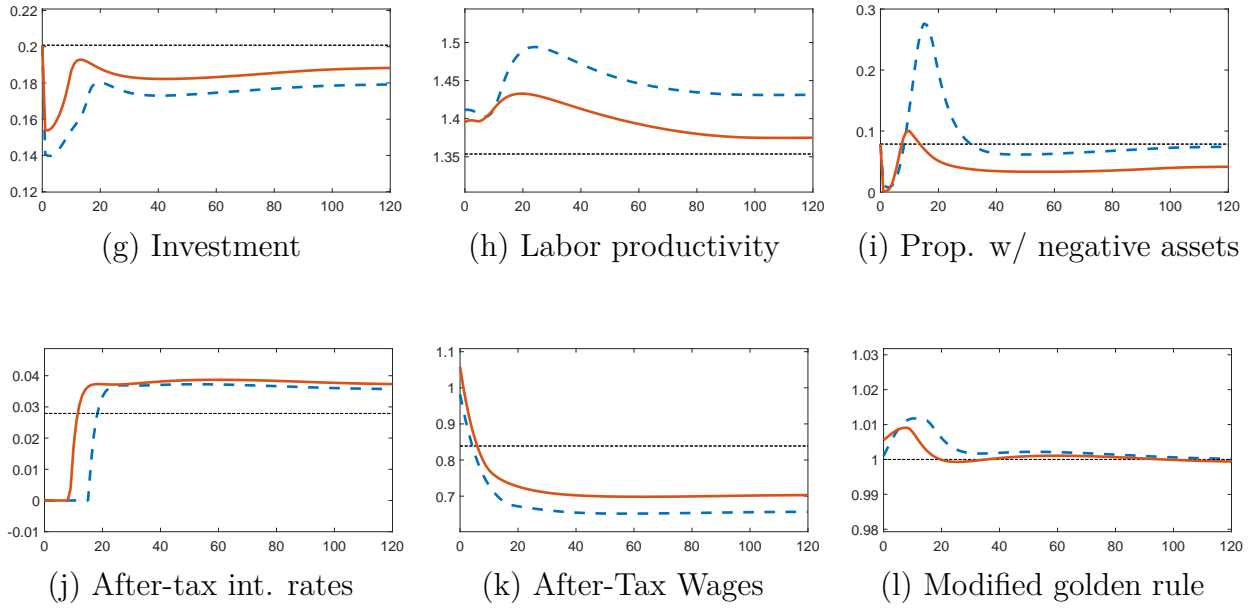 0.22
0.2
0.18
0.16
0.14
0.12
0 20 40 60 80 100 120
(g) Investment
1.5
1.45
1.4
1.35
0 20 40 60 80 100 120
(h) Labor productivity
0.3
0.2
0.1
0
0 20 40 60 80 100 120
(i) Prop. w/ negative assets
0.04
0.03
0.02
0.01
0
-0.01
0 20 40 60 80 100 120
(j) After-tax int. rates
1.1
1
0.9
0.8
0.7
0 20 40 60 80 100 120
(k) After-Tax Wages
1.03
1.02
1.01
1
0.99
0.98
0 20 40 60 80 100 120
(l) Modified golden rule